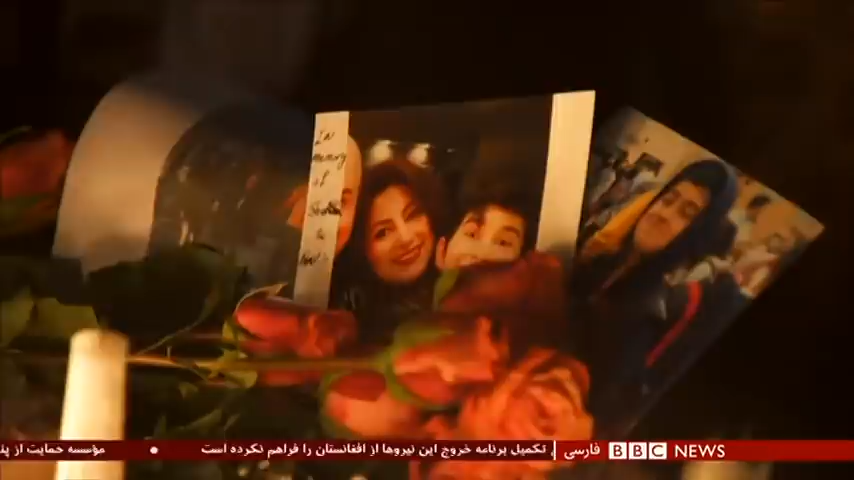 In
memory
of
&
تکمیل برنامه خروج این نیروها از افغانستان را فراهم نکرده است
مؤسسه حمایت از
فارسی BBC NEWS